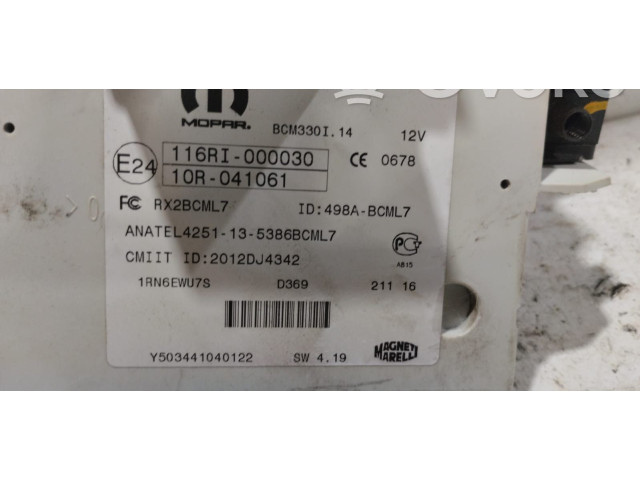 MOPAR. BCM330I.14 12V
E24 116RI-000030 CE 0678
10R-041061
FC RX2BCML7 ID:498A-BCML7
ANATEL4251-13-5386BCML7
CMIIT ID:2012DJ4342
AB15
1RN6EWU7S D369 211 16
Y503441040122 SW 4.19 MAGNETI MARELLI